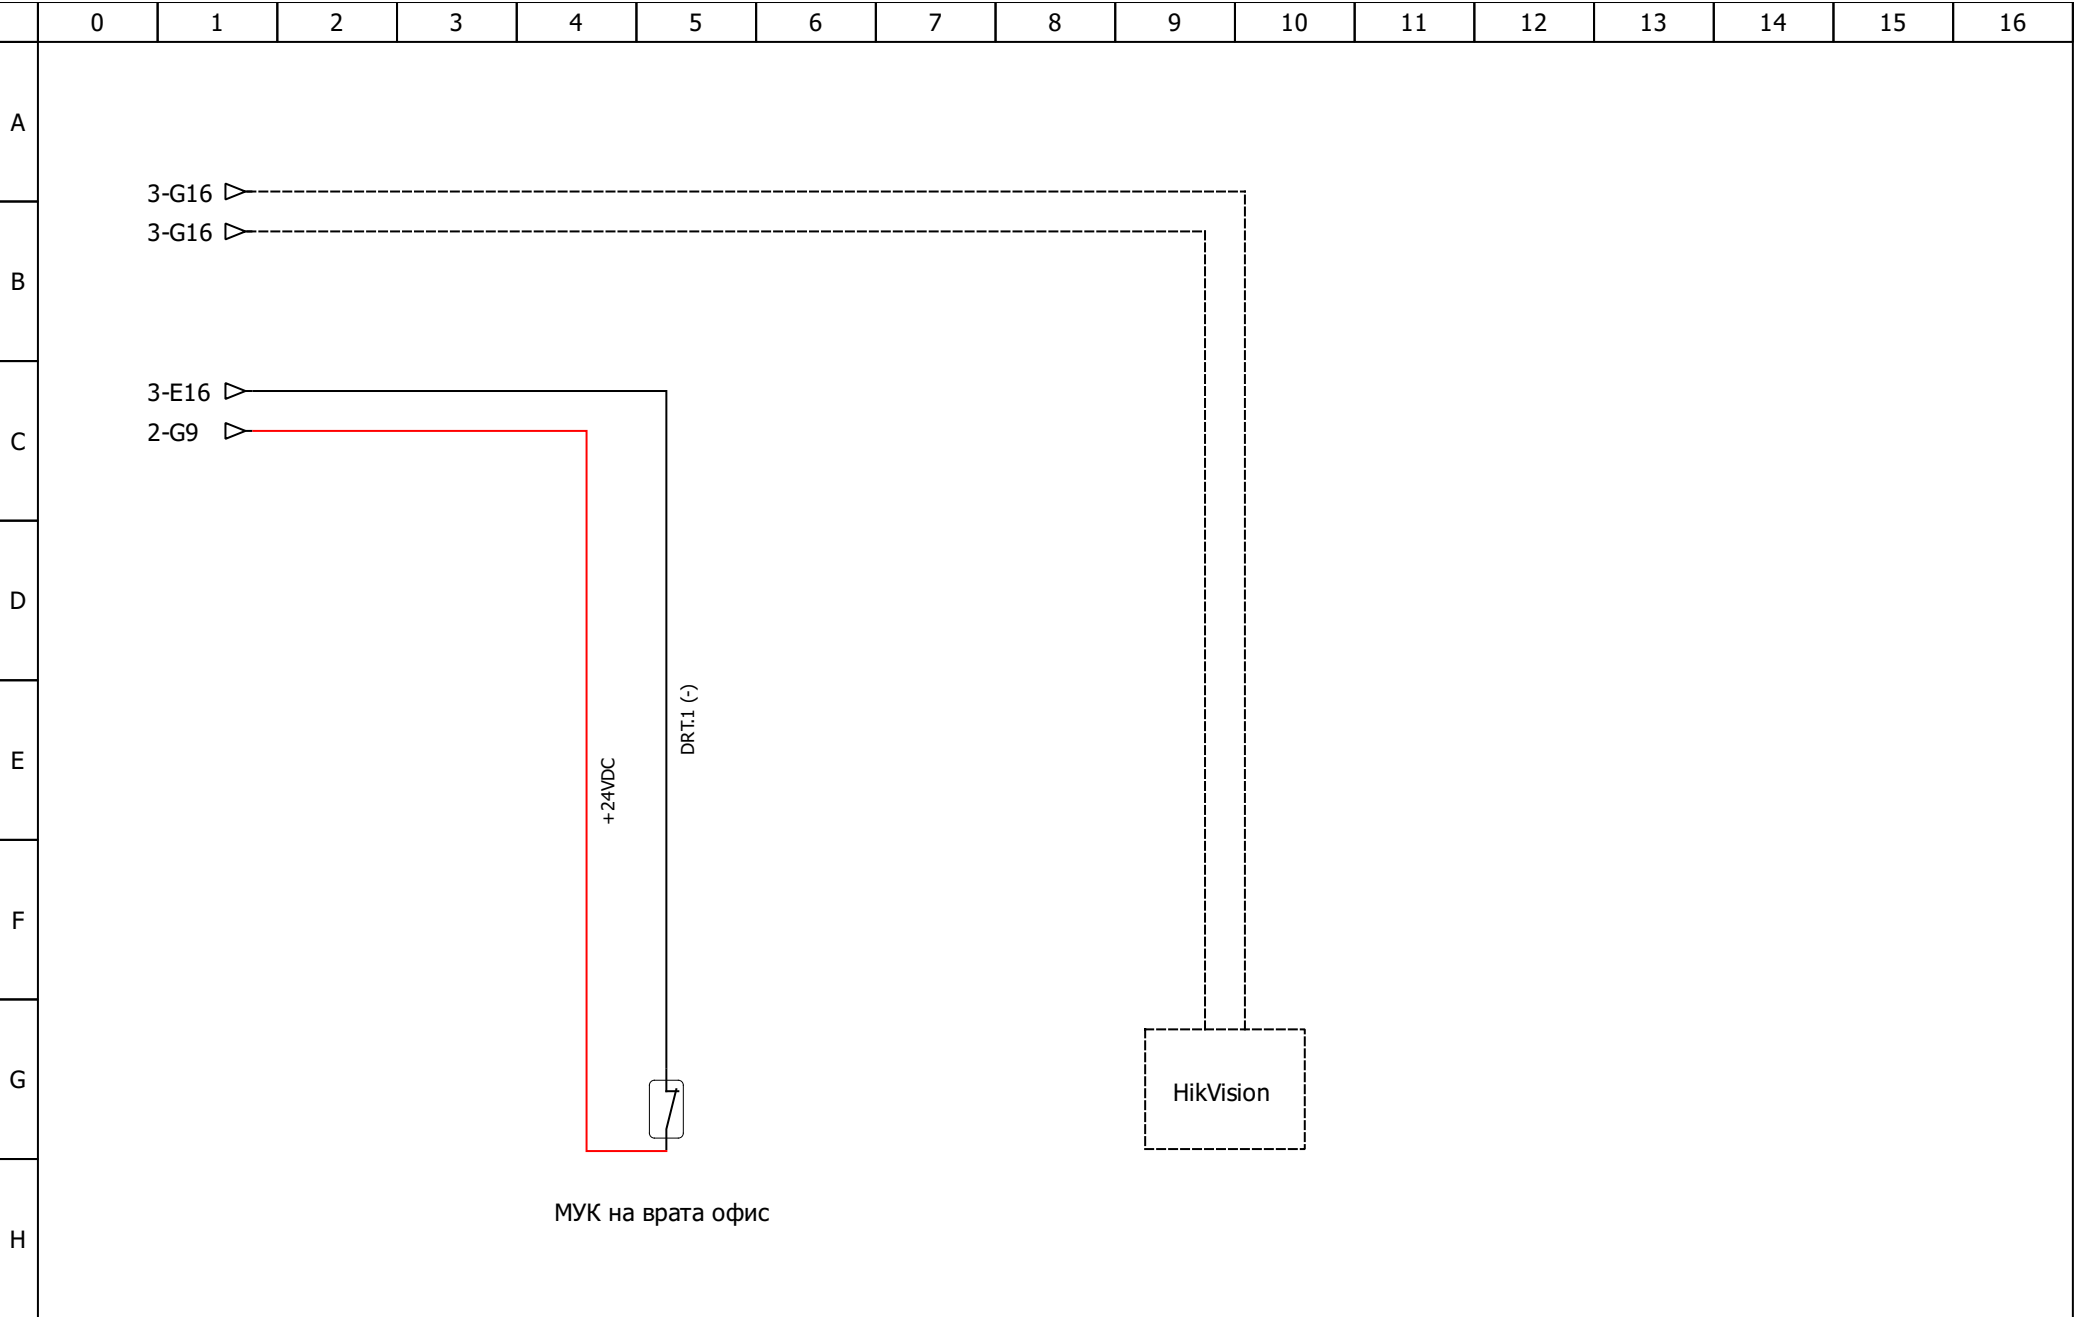 0 1 2 3 4 5 6 7 8 9 10 11 12 13 14 15 16
A
3-G16
3-G16
B
3-E16
2-G9
C
D
DRT.1 (-)
E
+24VDC
F
G
HikVision
МУК на врата офис
H